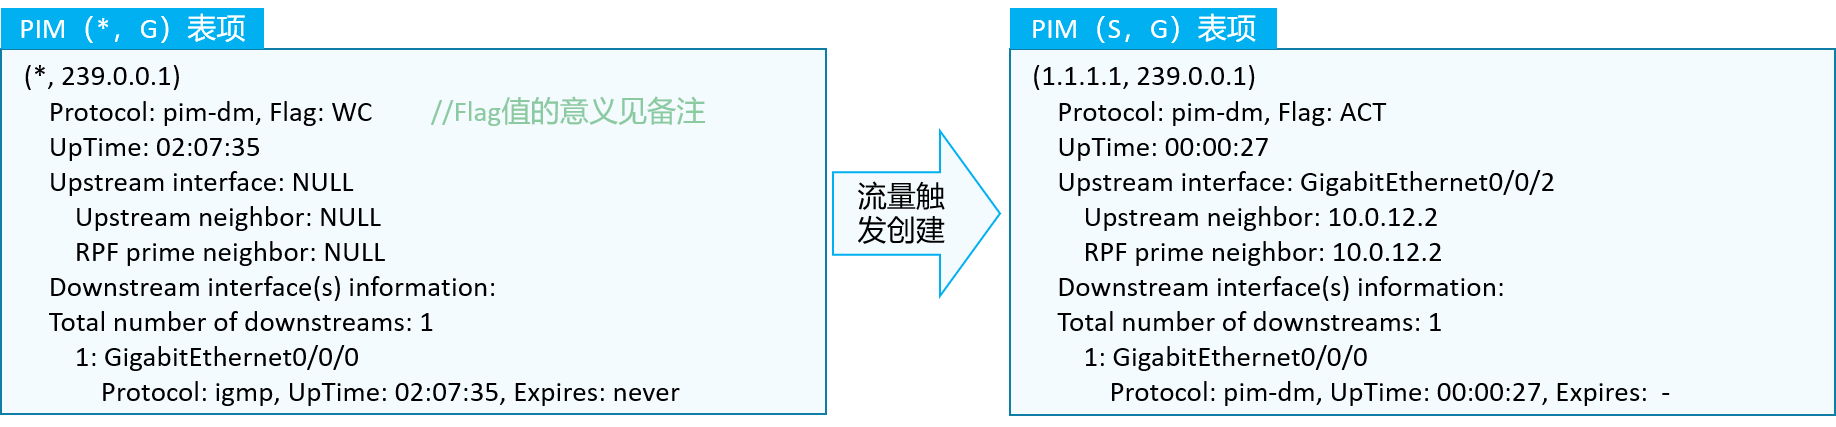 PIM（*，G）表项
(*, 239.0.0.1)
Protocol: pim-dm, Flag: WC //Flag值的意义见备注
UpTime: 02:07:35
Upstream interface: NULL
Upstream neighbor: NULL
RPF prime neighbor: NULL
Downstream interface(s) information:
Total number of downstreams: 1
1: GigabitEthernet0/0/0
Protocol: igmp, UpTime: 02:07:35, Expires: never
流量触
发创建
PIM（S，G）表项
(1.1.1.1, 239.0.0.1)
Protocol: pim-dm, Flag: ACT
UpTime: 00:00:27
Upstream interface: GigabitEthernet0/0/2
Upstream neighbor: 10.0.12.2
RPF prime neighbor: 10.0.12.2
Downstream interface(s) information:
Total number of downstreams: 1
1: GigabitEthernet0/0/0
Protocol: pim-dm, UpTime: 00:00:27, Expires: -